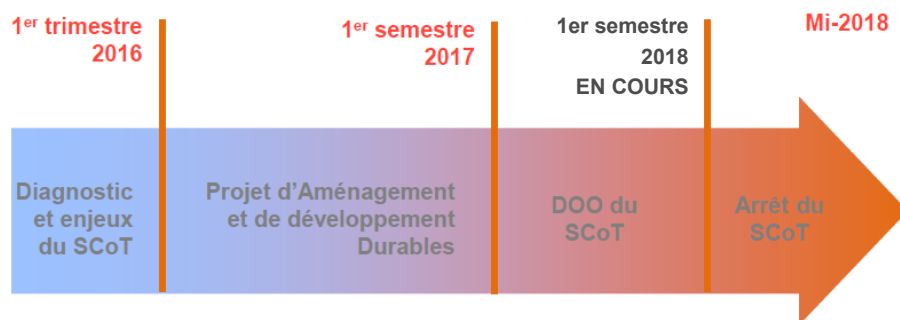 1er trimestre
2016
1er semestre
2017
1er semestre
2018
EN COURS
Mi-2018
Diagnostic
et enjeux
du SCoT
Projet d’Aménagement
et de développement
Durables
DOO du
SCoT
Arrêt du
SCoT